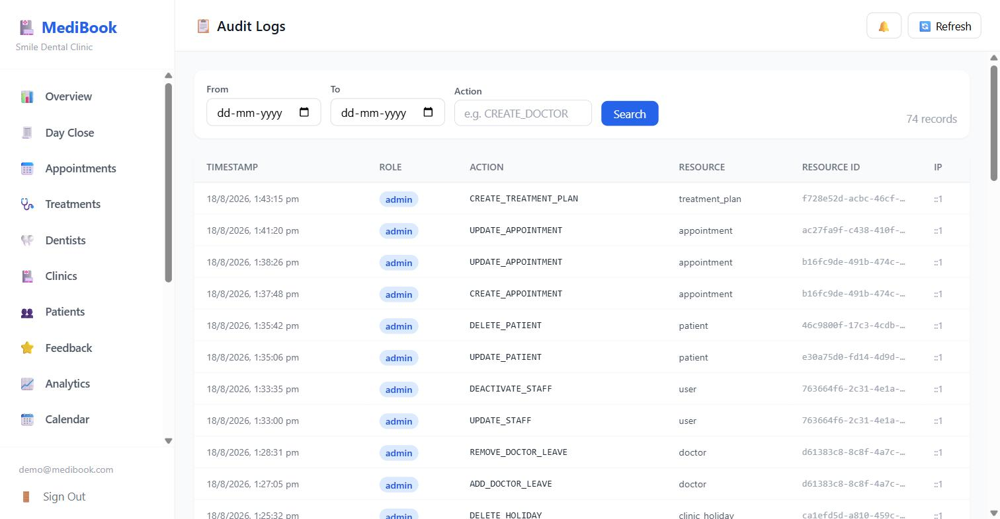 MediBook
Smile Dental Clinic
Overview
Day Close
Appointments
Treatments
Dentists
Clinics
Patients
Feedback
Analytics
Calendar
demo@medibook.com
Sign Out
Audit Logs
Refresh
From To Action
dd-mm-yyyy dd-mm-yyyy e.g. CREATE_DOCTOR Search
74 records
TIMESTAMP ROLE ACTION RESOURCE RESOURCE ID IP
18/8/2026, 1:43:15 pm admin CREATE_TREATMENT_PLAN treatment_plan f728e52d-acbc-46cf-… ::1
18/8/2026, 1:41:20 pm admin UPDATE_APPOINTMENT appointment ac27fa9f-c438-410f-… ::1
18/8/2026, 1:38:26 pm admin UPDATE_APPOINTMENT appointment b16fc9de-491b-474c-… ::1
18/8/2026, 1:37:48 pm admin CREATE_APPOINTMENT appointment b16fc9de-491b-474c-… ::1
18/8/2026, 1:35:42 pm admin DELETE_PATIENT patient 46c9800f-17c3-4cdb-… ::1
18/8/2026, 1:35:06 pm admin UPDATE_PATIENT patient e30a75d0-fd14-4d9d-… ::1
18/8/2026, 1:33:35 pm admin DEACTIVATE_STAFF user 763664f6-2c31-4e1a-… ::1
18/8/2026, 1:33:00 pm admin UPDATE_STAFF user 763664f6-2c31-4e1a-… ::1
18/8/2026, 1:28:31 pm admin REMOVE_DOCTOR_LEAVE doctor d61383c8-8c8f-4a7c-… ::1
18/8/2026, 1:27:05 pm admin ADD_DOCTOR_LEAVE doctor d61383c8-8c8f-4a7c-… ::1
18/8/2026, 1:25:32 pm admin DELETE_HOLIDAY clinic_holiday ca1efd5d-a810-459c-… ::1